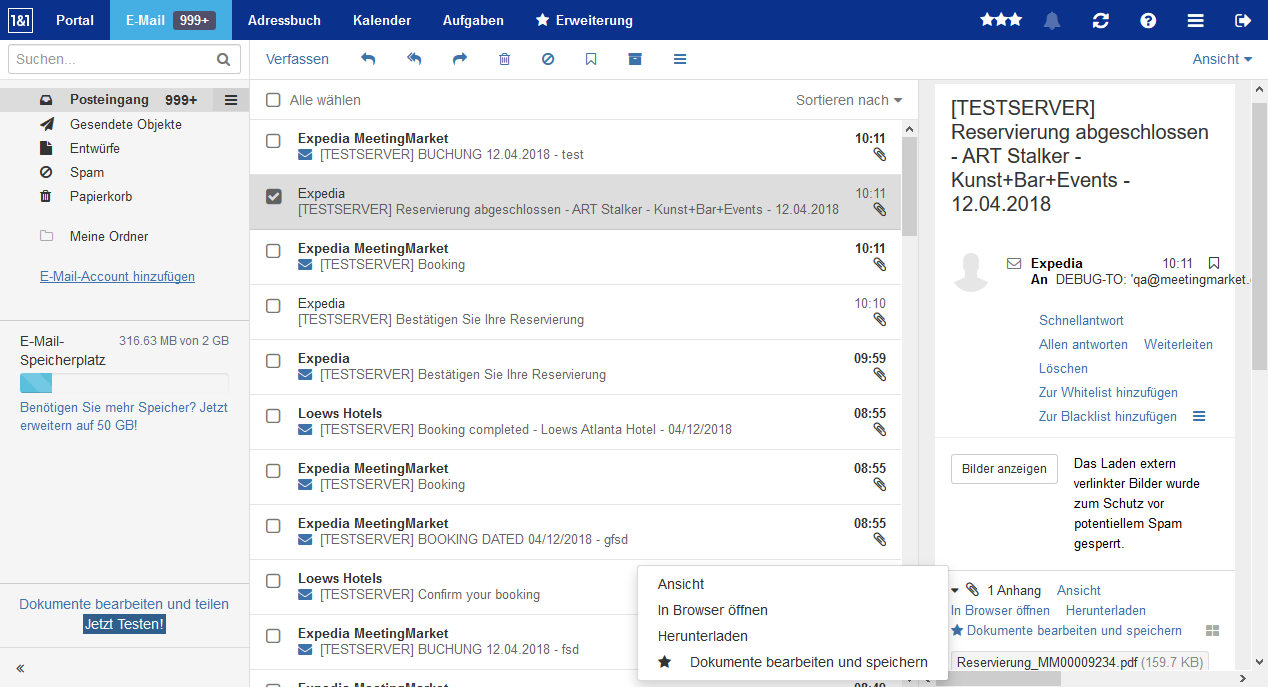 1&1 Portal E-Mail 999+ Adressbuch Kalender Aufgaben Erweiterung
Suchen...
Verfassen
Ansicht
Posteingang 999+
Gesendete Objekte
Entwürfe
Spam
Papierkorb
Meine Ordner
E-Mail-Account hinzufügen
E-Mail-Speicherplatz
316.63 MB von 2 GB
Benötigen Sie mehr Speicher? Jetzt
erweitern auf 50 GB!
Dokumente bearbeiten und teilen
Jetzt Testen!
«
Alle wählen
Sortieren nach
Expedia MeetingMarket 10:11
[TESTSERVER] BUCHUNG 12.04.2018 - test
Expedia 10:11
[TESTSERVER] Reservierung abgeschlossen - ART Stalker - Kunst+Bar+Events - 12.04.2018
Expedia MeetingMarket 10:11
[TESTSERVER] Booking
Expedia 10:10
[TESTSERVER] Bestätigen Sie Ihre Reservierung
Expedia 09:59
[TESTSERVER] Bestätigen Sie Ihre Reservierung
Loews Hotels 08:55
[TESTSERVER] Booking completed - Loews Atlanta Hotel - 04/12/2018
Expedia MeetingMarket 08:55
[TESTSERVER] Booking
Expedia MeetingMarket 08:55
[TESTSERVER] BOOKING DATED 04/12/2018 - gfsd
Loews Hotels
[TESTSERVER] Confirm your booking
Expedia MeetingMarket
[TESTSERVER] BUCHUNG 12.04.2018 - fsd
Expedia MeetingMarket
Ansicht
In Browser öffnen
Herunterladen
Dokumente bearbeiten und speichern
[TESTSERVER]
Reservierung abgeschlossen
- ART Stalker -
Kunst+Bar+Events -
12.04.2018
Expedia 10:11
An DEBUG-TO: 'qa@meetingmarket.
Schnellantwort
Allen antworten Weiterleiten
Löschen
Zur Whitelist hinzufügen
Zur Blacklist hinzufügen
Bilder anzeigen
Das Laden extern
verlinkter Bilder wurde
zum Schutz vor
potentiellem Spam
gesperrt.
1 Anhang Ansicht
In Browser öffnen Herunterladen
Dokumente bearbeiten und speichern
Reservierung_MM00009234.pdf (159.7 KB)